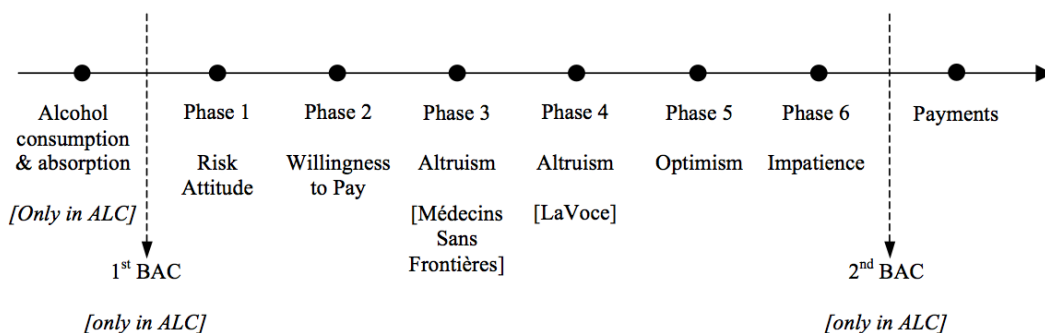 Alcohol
consumption
& absorption
[Only in ALC]
1st BAC
[only in ALC]
Phase 1
Risk
Attitude
Phase 2
Willingness
to Pay
Phase 3
Altruism
[Médecins
Sans
Frontières]
Phase 4
Altruism
[LaVoce]
Phase 5
Optimism
Phase 6
Impatience
2nd BAC
[only in ALC]
Payments